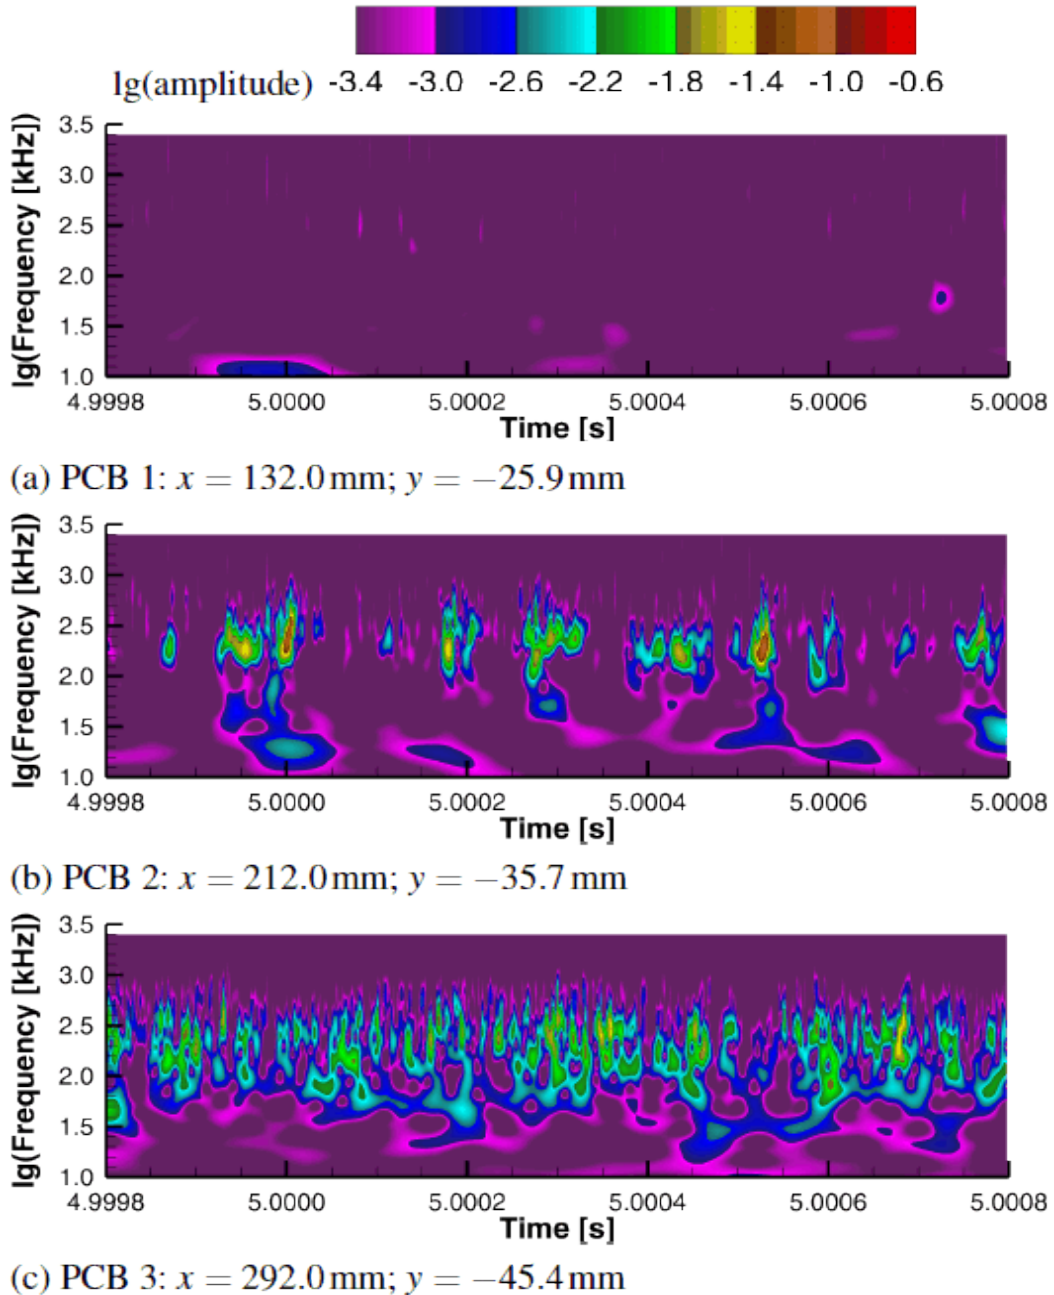 lg(amplitude) -3.4 -3.0 -2.6 -2.2 -1.8 -1.4 -1.0 -0.6
lg(Frequency [kHz])
3.5
3.0
2.5
2.0
1.5
1.0
4.9998 5.0000 5.0002 5.0004 5.0006 5.0008
Time [s]
(a) PCB 1: x = 132.0 mm; y = −25.9 mm
lg(Frequency [kHz])
3.5
3.0
2.5
2.0
1.5
1.0
4.9998 5.0000 5.0002 5.0004 5.0006 5.0008
Time [s]
(b) PCB 2: x = 212.0 mm; y = −35.7 mm
lg(Frequency [kHz])
3.5
3.0
2.5
2.0
1.5
1.0
4.9998 5.0000 5.0002 5.0004 5.0006 5.0008
Time [s]
(c) PCB 3: x = 292.0 mm; y = −45.4 mm